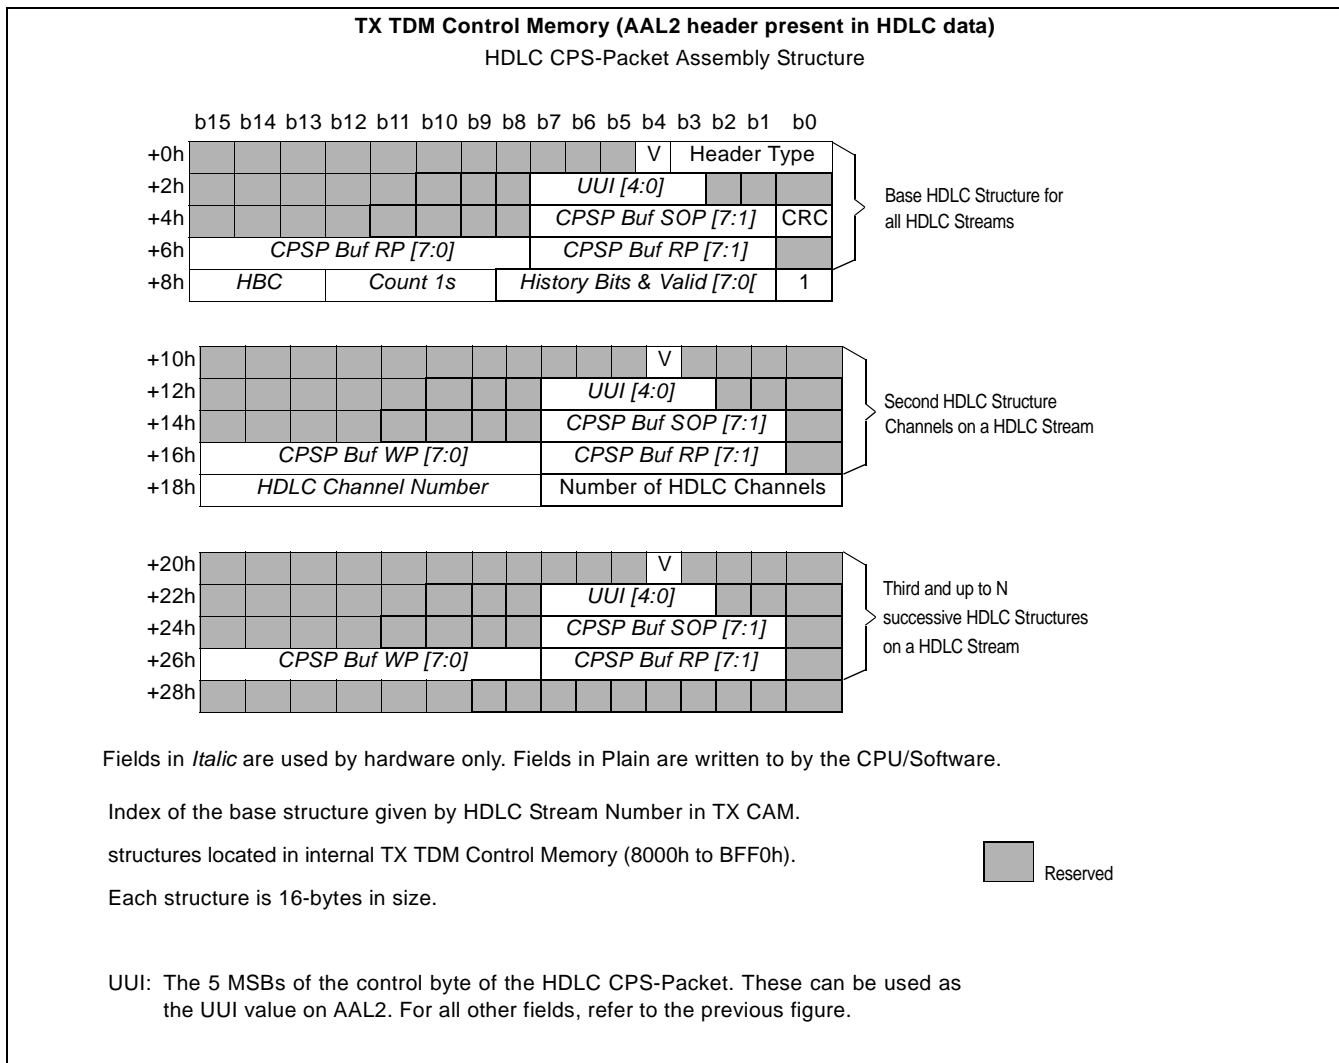 TX TDM Control Memory (AAL2 header present in HDLC data)
HDLC CPS-Packet Assembly Structure
b15 b14 b13 b12 b11 b10 b9 b8 b7 b6 b5 b4 b3 b2 b1 b0
+0h V Header Type
+2h UUI [4:0]
+4h CPSP Buf SOP [7:1] CRC
+6h CPSP Buf RP [7:0] CPSP Buf RP [7:1]
+8h HBC Count 1s History Bits & Valid [7:0[ 1
Base HDLC Structure for
all HDLC Streams
+10h V
+12h UUI [4:0]
+14h CPSP Buf SOP [7:1]
+16h CPSP Buf WP [7:0] CPSP Buf RP [7:1]
+18h HDLC Channel Number Number of HDLC Channels
Second HDLC Structure
Channels on a HDLC Stream
+20h V
+22h UUI [4:0]
+24h CPSP Buf SOP [7:1]
+26h CPSP Buf WP [7:0] CPSP Buf RP [7:1]
+28h
Third and up to N
successive HDLC Structures
on a HDLC Stream
Fields in Italic are used by hardware only. Fields in Plain are written to by the CPU/Software.
Index of the base structure given by HDLC Stream Number in TX CAM.
structures located in internal TX TDM Control Memory (8000h to BFF0h).
Each structure is 16-bytes in size.
Reserved
UUI: The 5 MSBs of the control byte of the HDLC CPS-Packet. These can be used as
the UUI value on AAL2. For all other fields, refer to the previous figure.